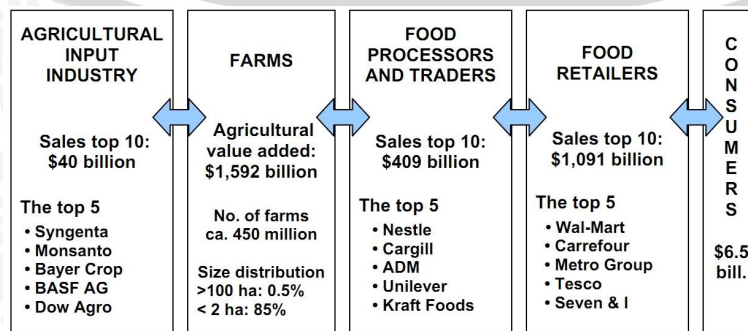 AGRICULTURAL
INPUT
INDUSTRY
Sales top 10:
$40 billion
The top 5
• Syngenta
• Monsanto
• Bayer Crop
• BASF AG
• Dow Agro
FARMS
Agricultural
value added:
$1,592 billion
No. of farms
ca. 450 million
Size distribution
>100 ha: 0.5%
< 2 ha: 85%
FOOD
PROCESSORS
AND TRADERS
Sales top 10:
$409 billion
The top 5
• Nestle
• Cargill
• ADM
• Unilever
• Kraft Foods
FOOD
RETAILERS
Sales top 10:
$1,091 billion
The top 5
• Wal-Mart
• Carrefour
• Metro Group
• Tesco
• Seven & I
C
O
N
S
U
M
E
R
S
$6.5
bill.